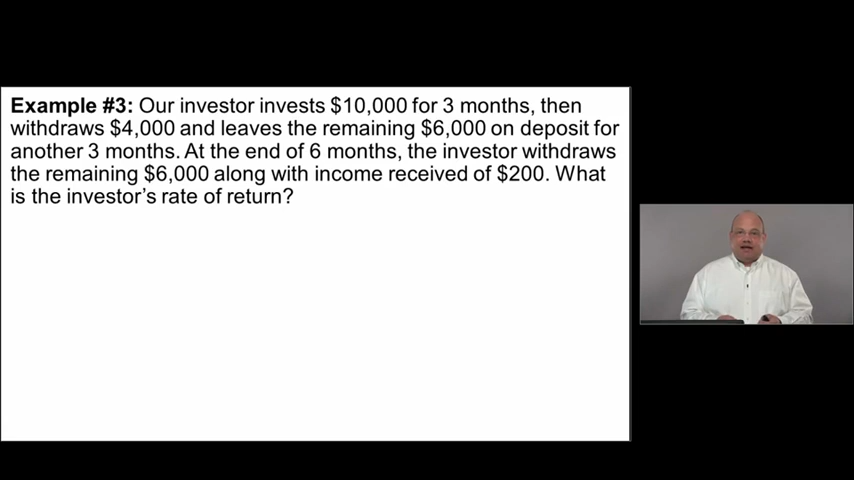 Example #3: Our investor invests $10,000 for 3 months, then
withdraws $4,000 and leaves the remaining $6,000 on deposit for
another 3 months. At the end of 6 months, the investor withdraws
the remaining $6,000 along with income received of $200. What
is the investor’s rate of return?